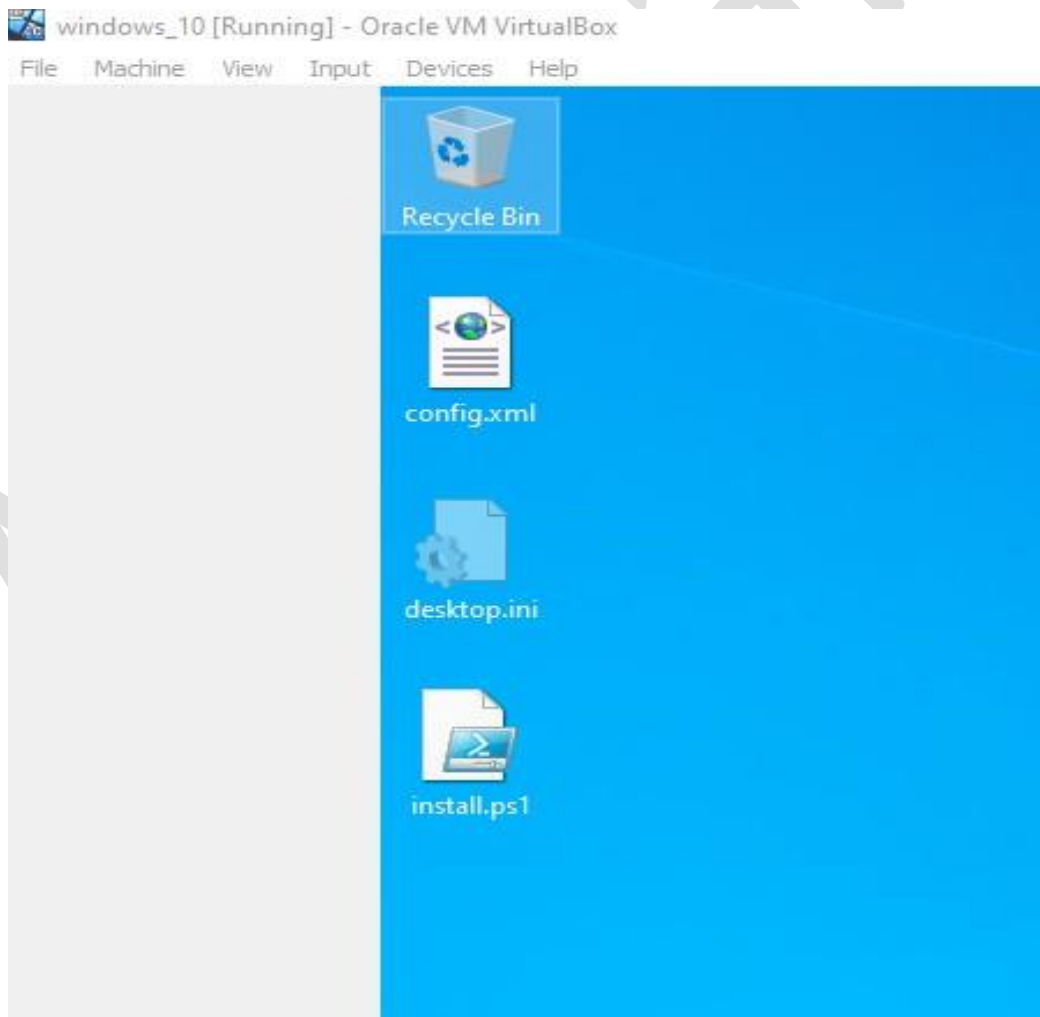 windows_10 [Running] - Oracle VM VirtualBox
File Machine View Input Devices Help
Recycle Bin
config.xml
desktop.ini
install.ps1